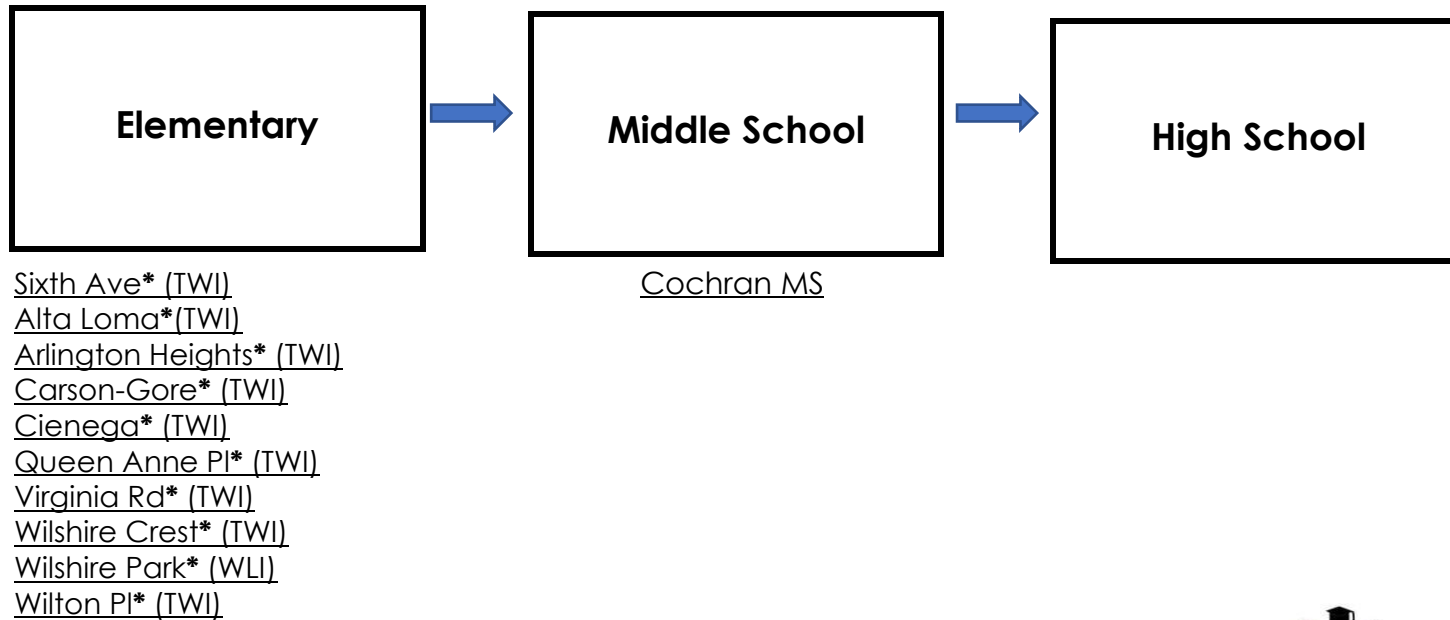 Elementary
Middle School
High School
Sixth Ave* (TWI)
Alta Loma*(TWI)
Arlington Heights* (TWI)
Carson-Gore* (TWI)
Cienega* (TWI)
Queen Anne Pl* (TWI)
Virginia Rd* (TWI)
Wilshire Crest* (TWI)
Wilshire Park* (WLI)
Wilton Pl* (TWI)
Cochran MS